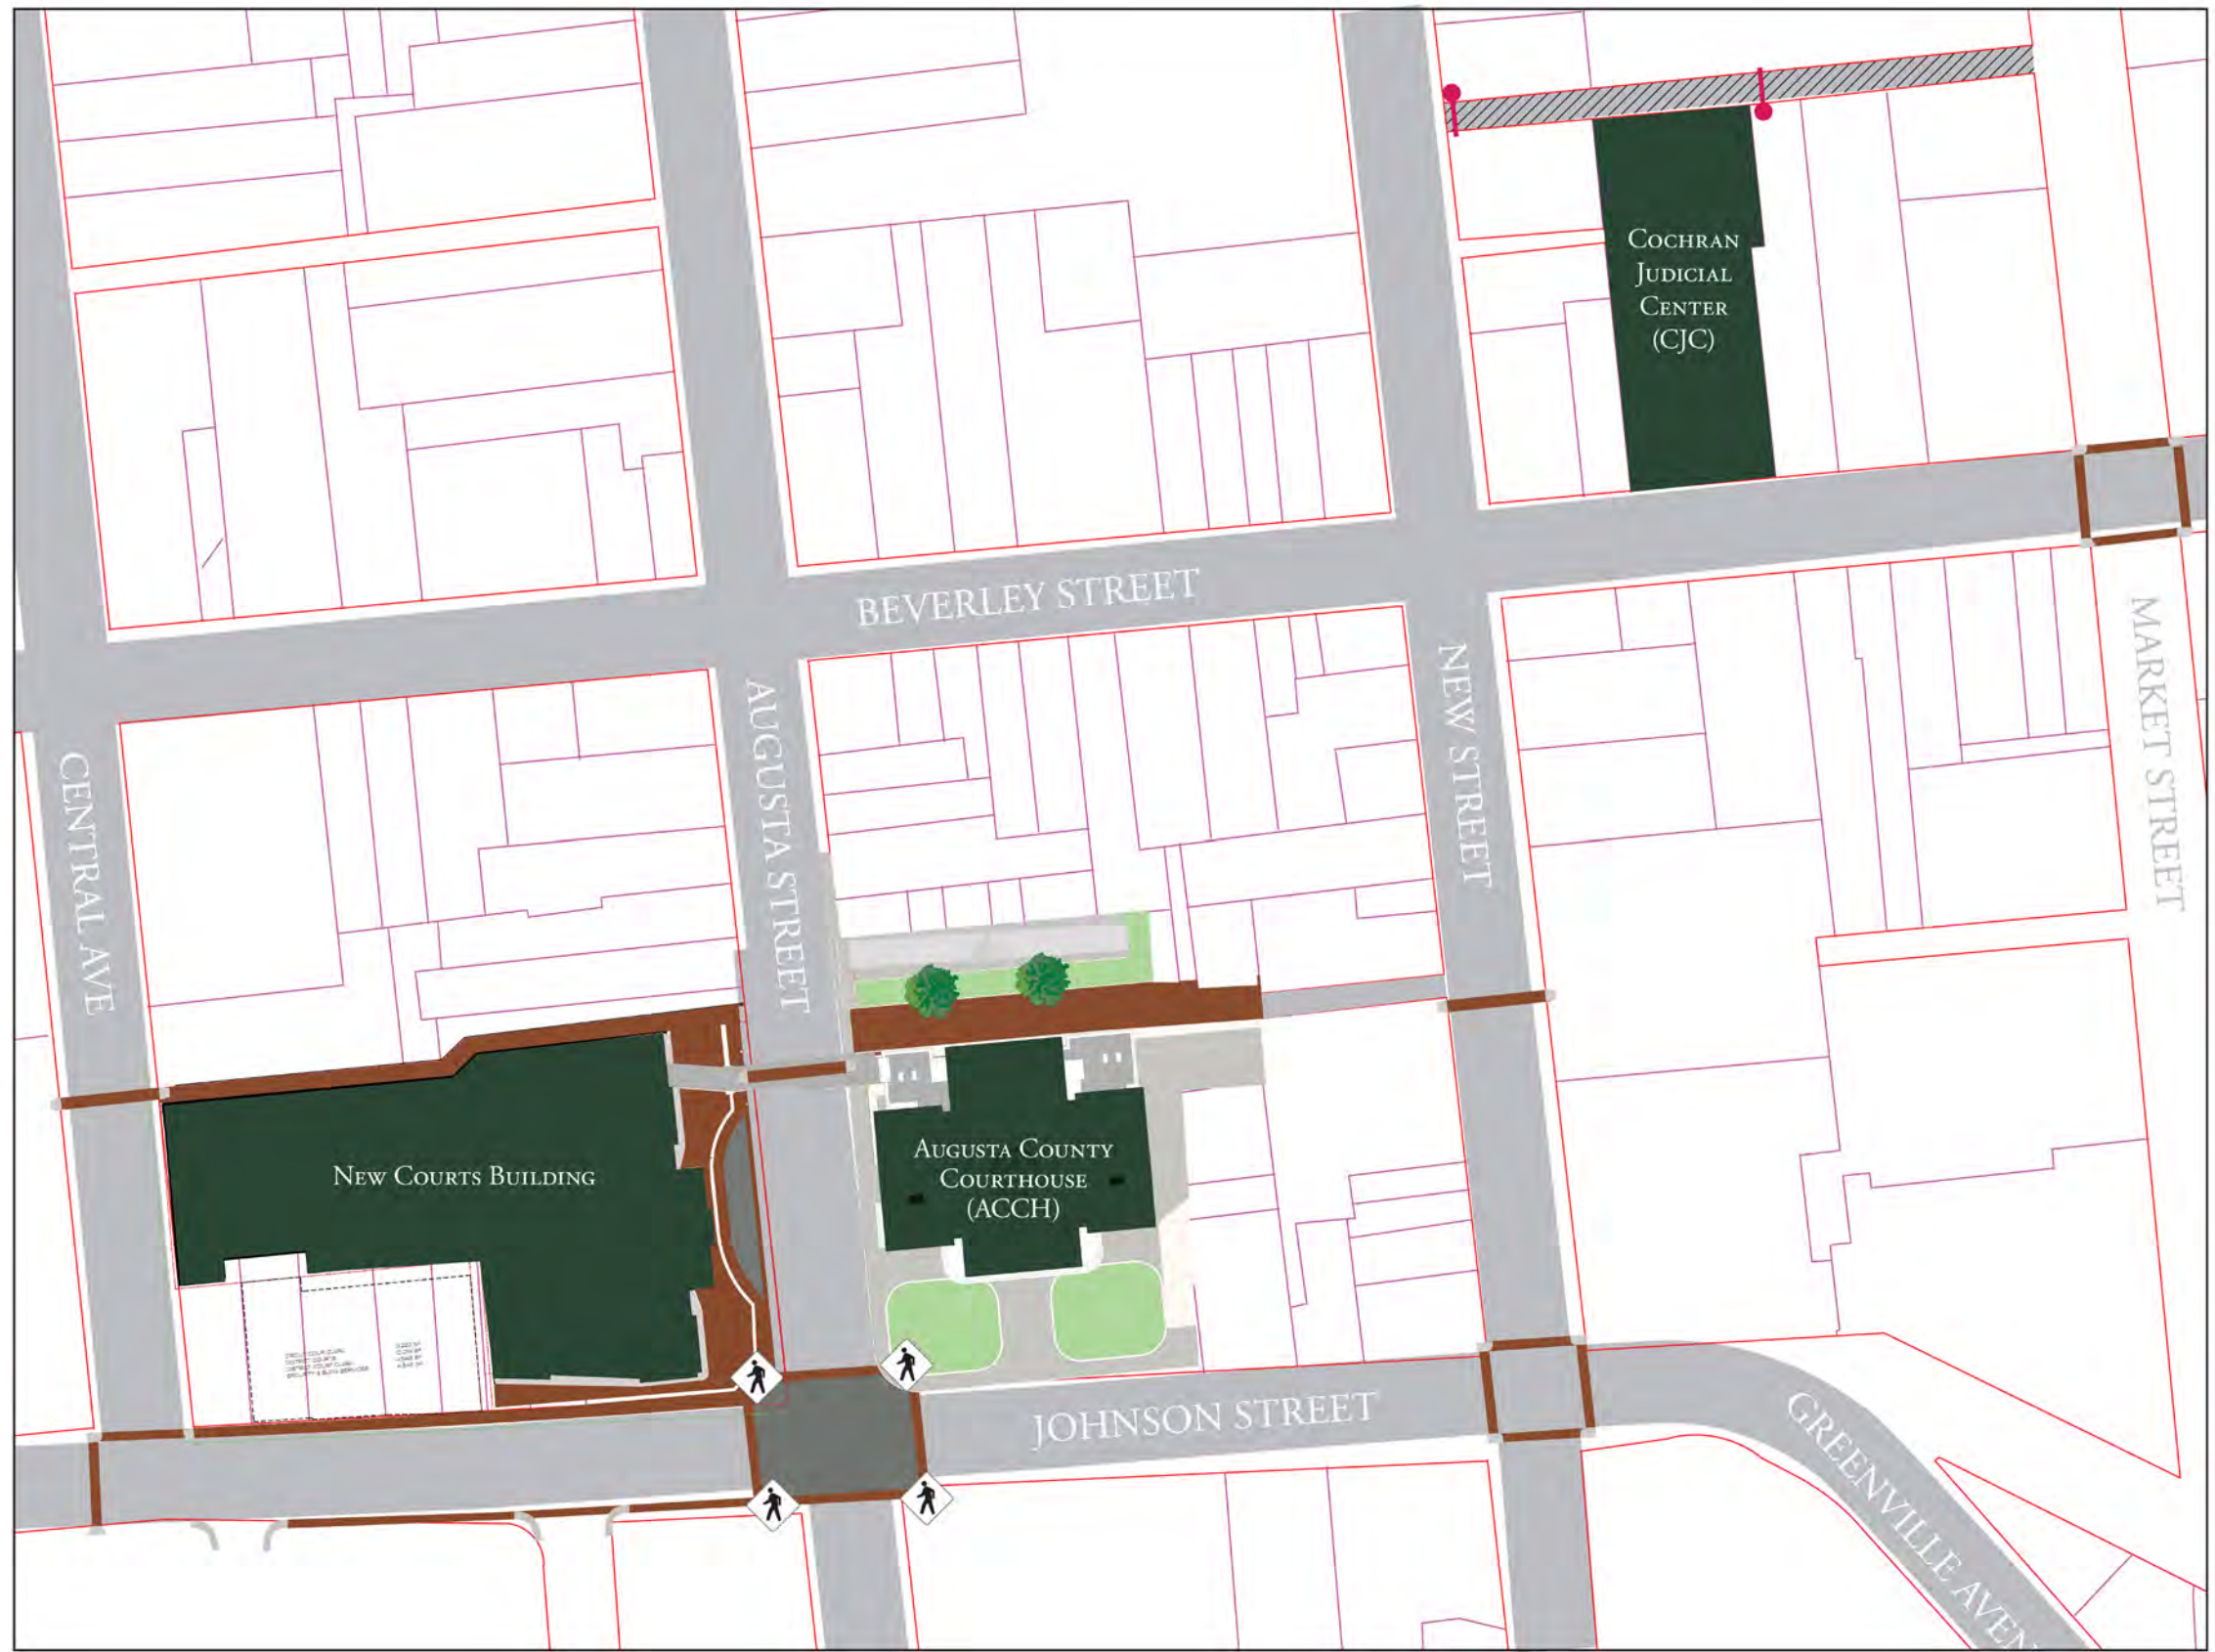 COCHRAN
JUDICIAL
CENTER
(CJC)
BEVERLEY STREET
MARKET STREET
NEW STREET
AUGUSTA STREET
CENTRAL AVE
AUGUSTA COUNTY
COURTHOUSE
(ACCH)
NEW COURTS BUILDING
JOHNSON STREET
GREENVILLE AVEN